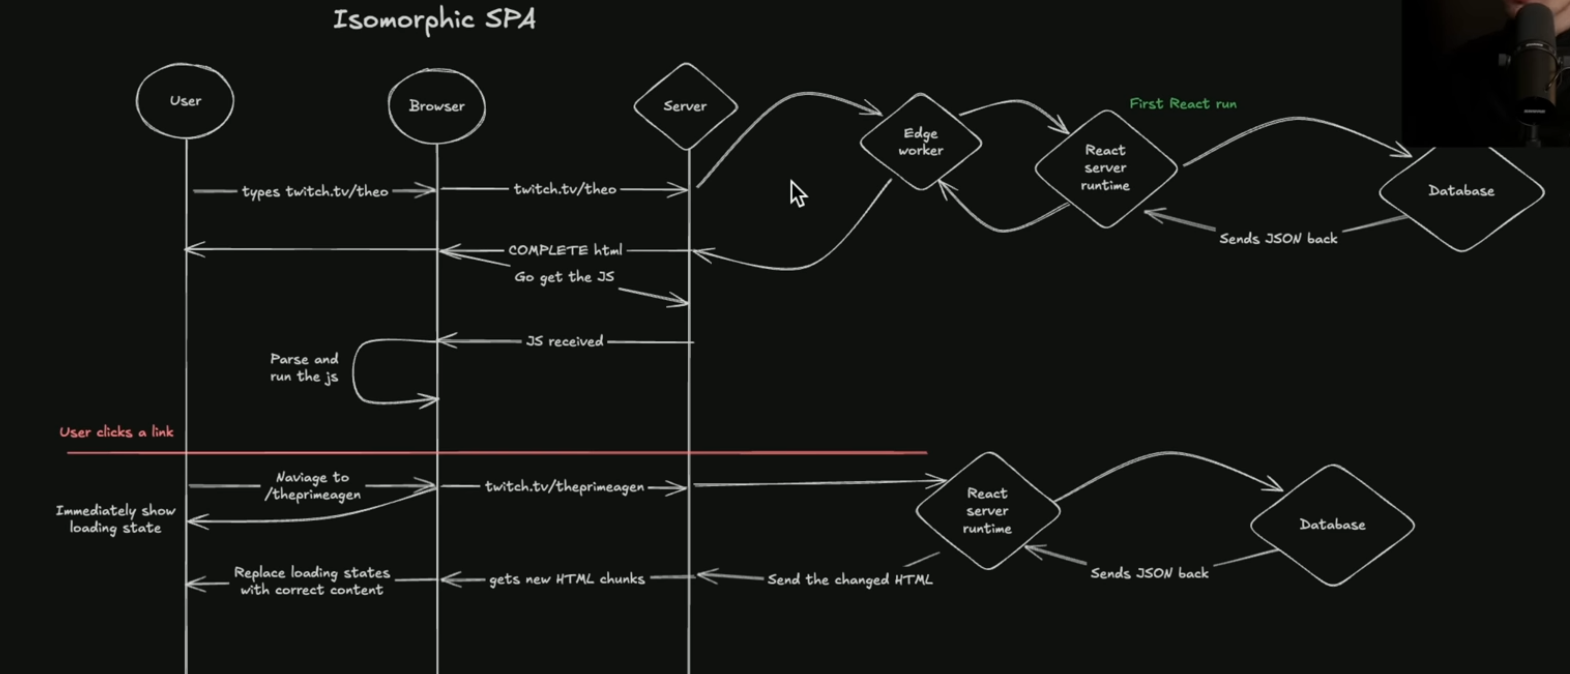 Isomorphic SPA
User
Browser
Server
Edge
worker
React
server
runtime
First React run
Database
types twitch.tv/theo
twitch.tv/theo
Sends JSON back
COMPLETE html
Go get the JS
JS received
Parse and
run the js
User clicks a link
Naviage to
/theprimeagen
twitch.tv/theprimeagen
React
server
runtime
Database
Immediately show
loading state
Replace loading states
with correct content
gets new HTML chunks
Send the changed HTML
Sends JSON back